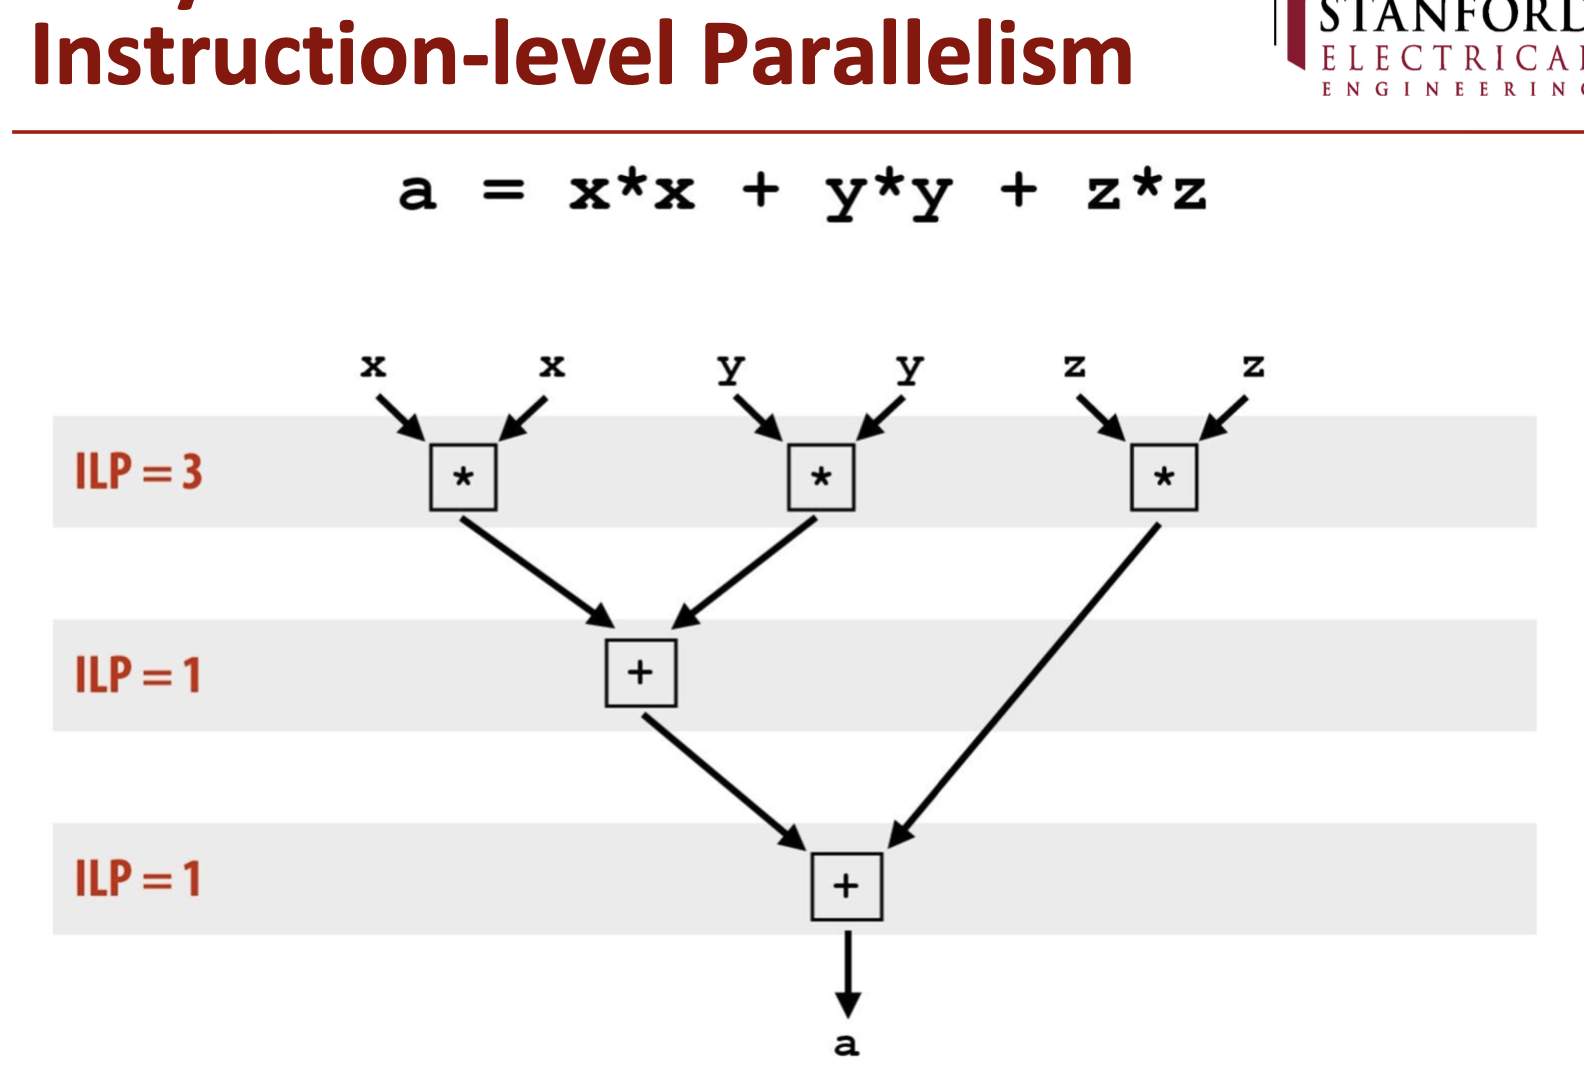 Instruction-level Parallelism
STANFORD
ELECTRICAL
ENGINEERING
a = x*x + y*y + z*z
x x y y z z
ILP = 3 * * *
ILP = 1 +
ILP = 1 +
a